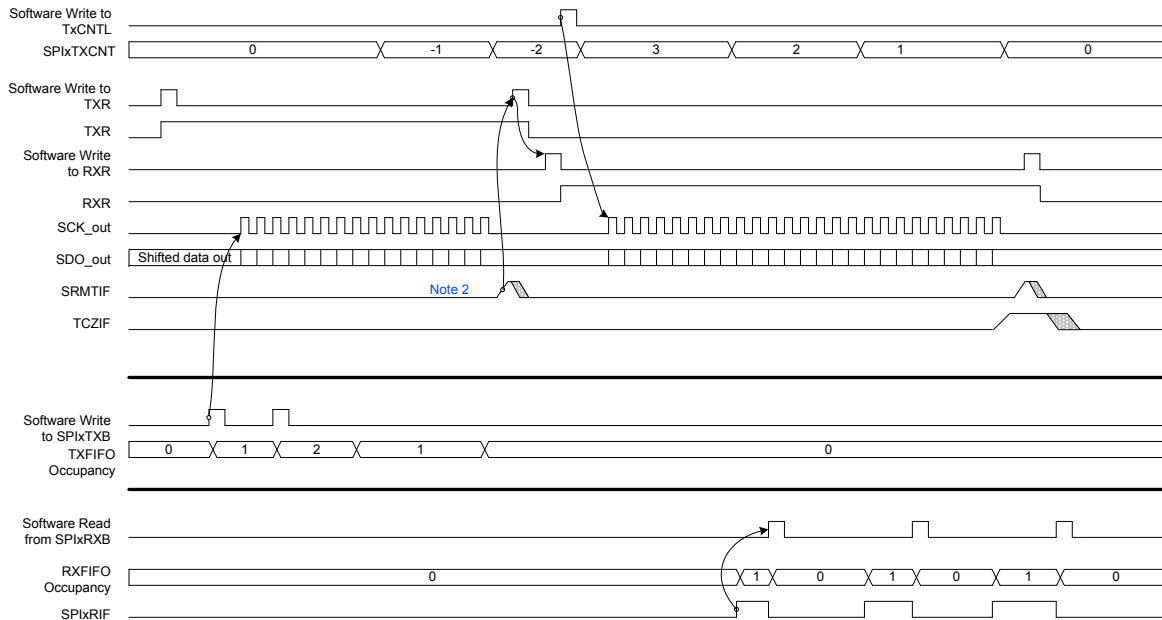 Software Write to
TxCNTL
SPIxTXCNT 0 -1 -2 3 2 1 0
Software Write to
TXR
TXR
Software Write
to RXR
RXR
SCK_out
SDO_out Shifted data out
SRMTIF Note 2
TCZIF
Software Write
to SPIxTXB
TXFIFO 0 1 2 1 0
Occupancy
Software Read
from SPIxRXB
RXFIFO
Occupancy 0 1 0 1 0 1 0
SPIxRIF